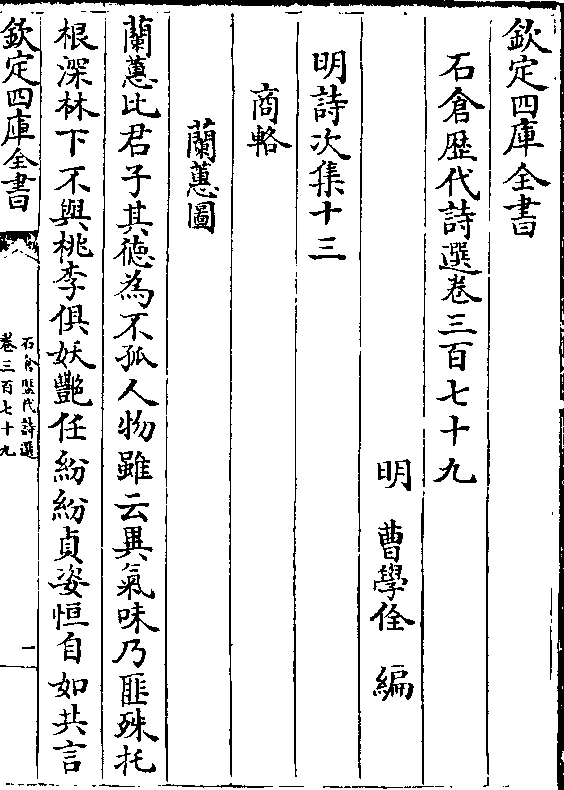 欽定四庫全書
石倉歴代詩選卷三百七十九
明 曹學佺 編
明詩次集十三
商輅
蘭蕙圖
蘭蕙比君子其徳為不孤人物雖云異氣味乃匪殊托
根深林下不與桃李俱妖艷任紛紛貞姿恒自如共言
欽定四庫全書
石倉歴代詩選
卷三百七十九
一